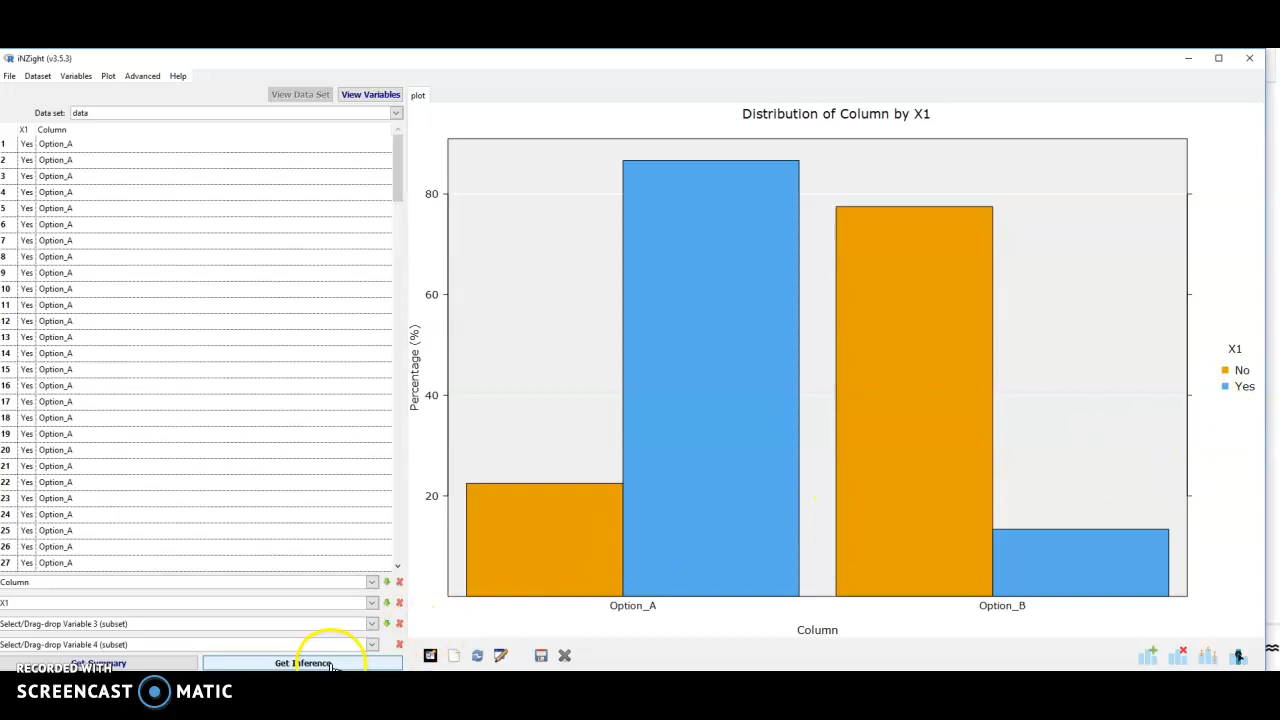 iNZight (v3.5.3)
File Dataset Variables Plot Advanced Help
View Data Set View Variables plot
Data set: data
X1 Column
1 Yes Option_A
2 Yes Option_A
3 Yes Option_A
4 Yes Option_A
5 Yes Option_A
6 Yes Option_A
7 Yes Option_A
8 Yes Option_A
9 Yes Option_A
10 Yes Option_A
11 Yes Option_A
12 Yes Option_A
13 Yes Option_A
14 Yes Option_A
15 Yes Option_A
16 Yes Option_A
17 Yes Option_A
18 Yes Option_A
19 Yes Option_A
20 Yes Option_A
21 Yes Option_A
22 Yes Option_A
23 Yes Option_A
24 Yes Option_A
25 Yes Option_A
26 Yes Option_A
27 Yes Option_A
Column
X1
Select/Drag-drop Variable 3 (subset)
Select/Drag-drop Variable 4 (subset)
Get Summary Get Inference
Distribution of Column by X1
Percentage (%)
80
60
40
20
Option_A Option_B
Column
X1
No
Yes
RECORDED WITH
SCREENCAST MATIC